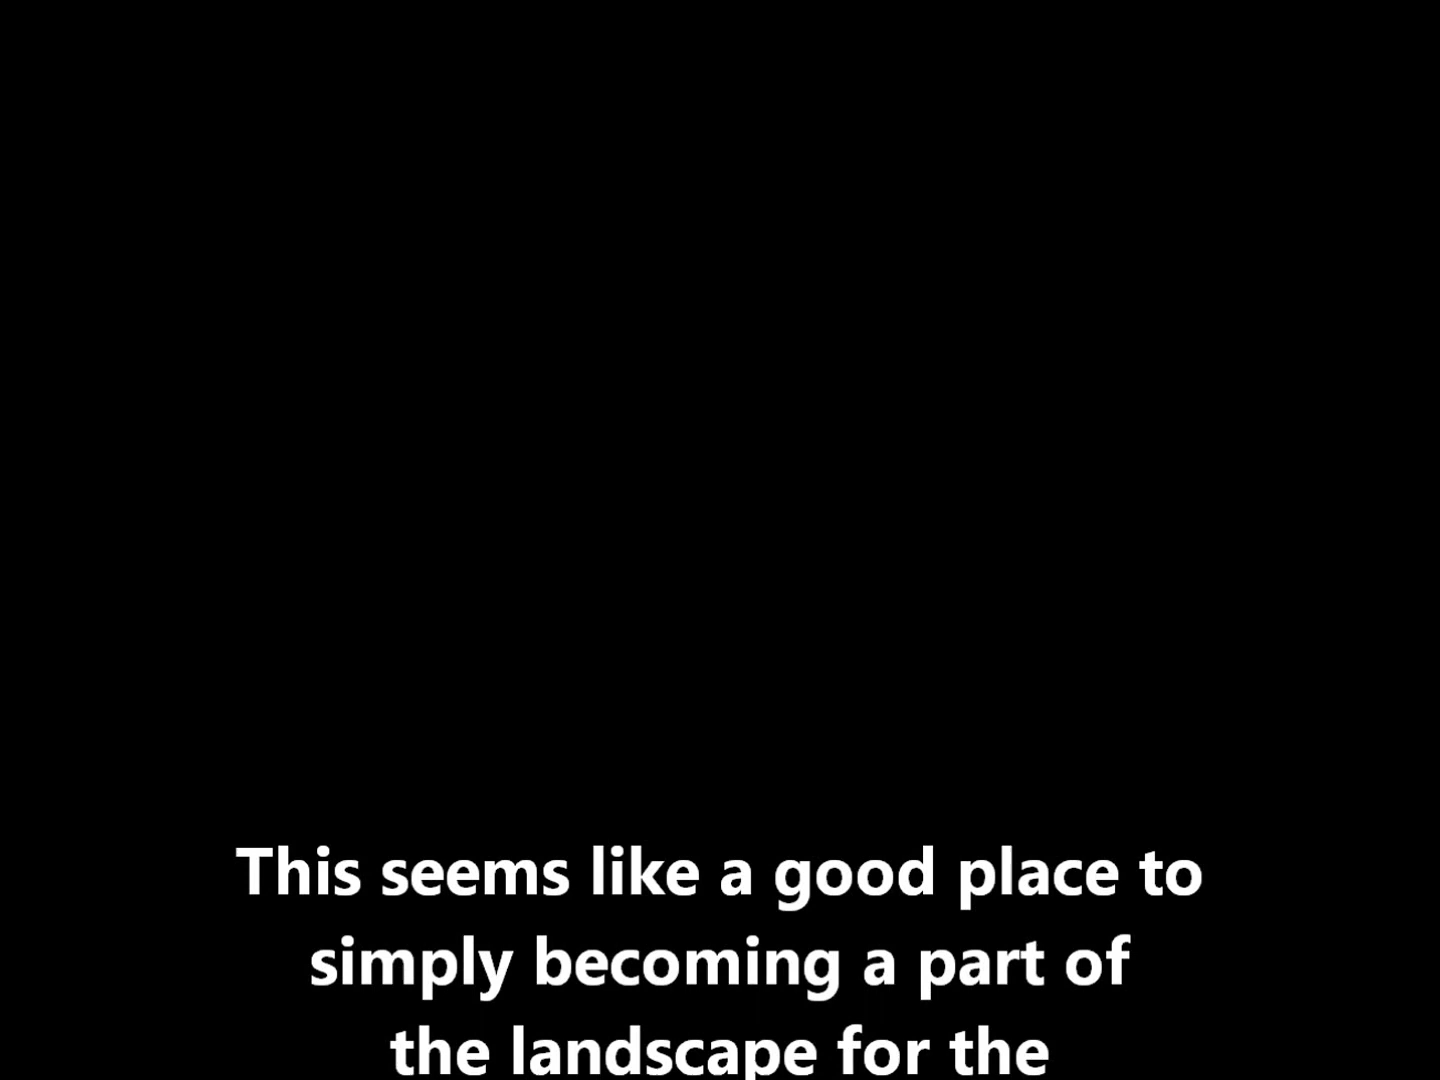 This seems like a good place to
simply becoming a part of
the landscape for the